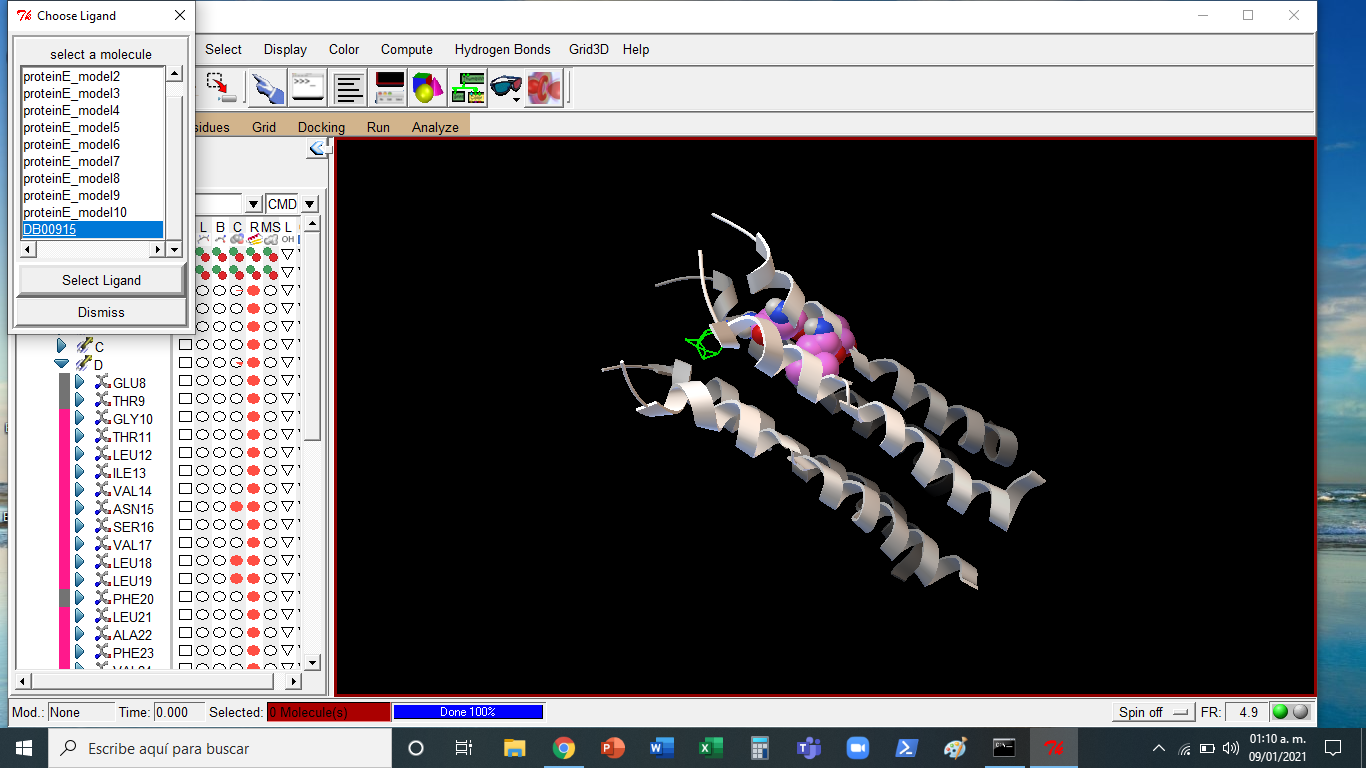 Choose Ligand
select a molecule
proteinE_model2
proteinE_model3
proteinE_model4
proteinE_model5
proteinE_model6
proteinE_model7
proteinE_model8
proteinE_model9
proteinE_model10
DB00915
Select Ligand
Dismiss
Select Display Color Compute Hydrogen Bonds Grid3D Help
>>>
sidues Grid Docking Run Analyze
CMD
L B C R MS L
OH
C
D
GLU8
THR9
GLY10
THR11
LEU12
ILE13
VAL14
ASN15
SER16
VAL17
LEU18
LEU19
PHE20
LEU21
ALA22
PHE23
Mod.: None Time: 0.000 Selected: 0 Molecule(s) Done 100% Spin off FR: 4.9
Escribe aquí para buscar
01:10 a. m.
09/01/2021